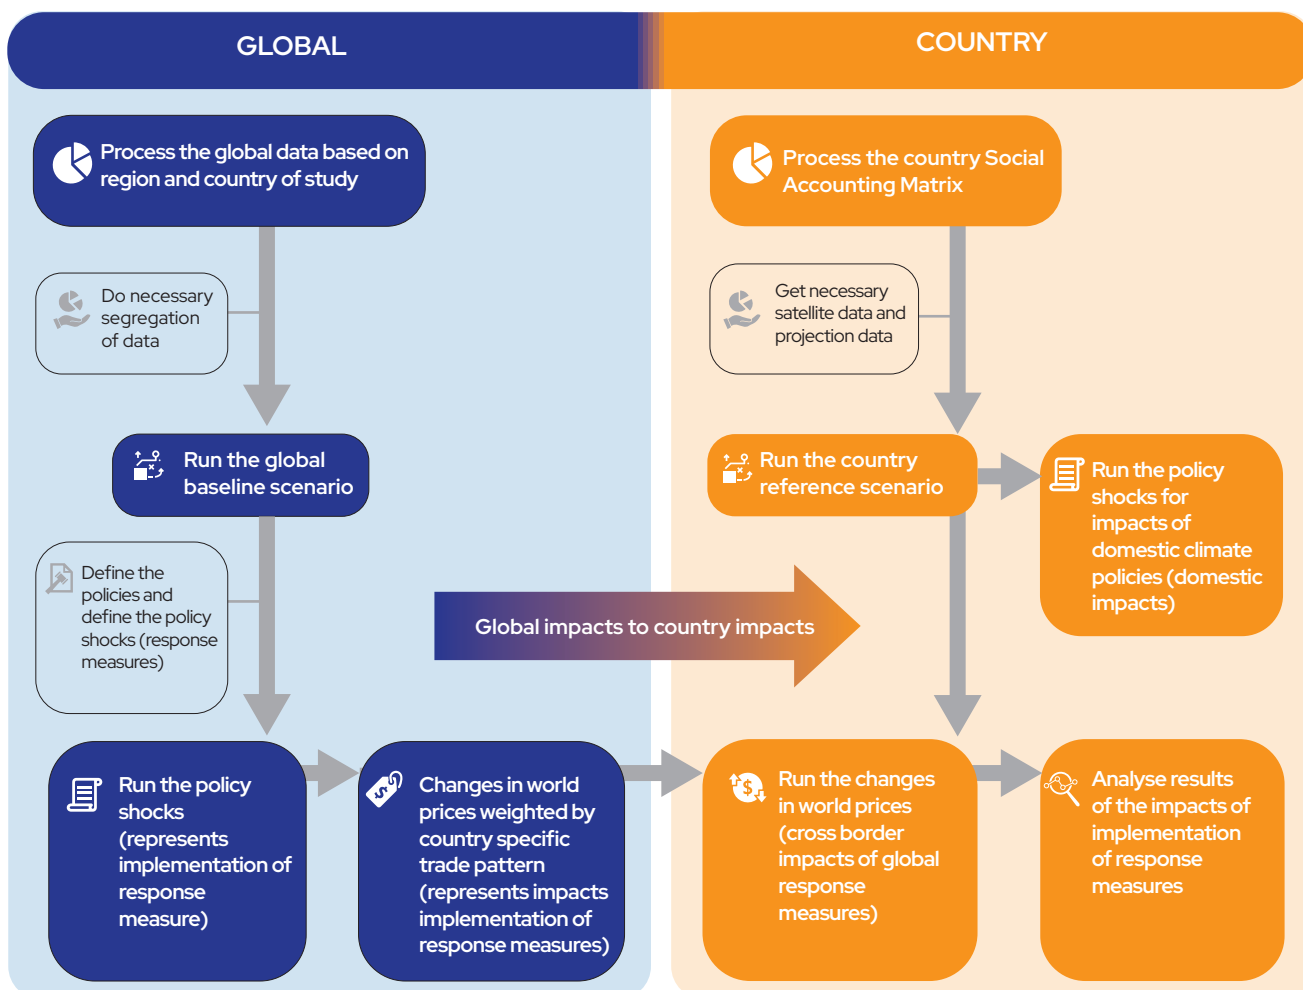 GLOBAL
COUNTRY
Process the global data based on
region and country of study
Do necessary
segregation
of data
Run the global
baseline scenario
Define the
policies and
define the policy
shocks (response
measures)
Run the policy
shocks
(represents
implementation of
response
measure)
Changes in world
prices weighted by
country specific
trade pattern
(represents impacts
implementation of
response measures)
Global impacts to country impacts
Process the country Social
Accounting Matrix
Get necessary
satellite data and
projection data
Run the country
reference scenario
Run the policy
shocks for
impacts of
domestic climate
policies (domestic
impacts)
Run the changes
in world prices
(cross border
impacts of global
response
measures)
Analyse results
of the impacts of
implementation
of response
measures